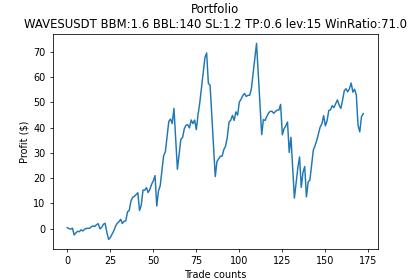 Portfolio
WAVESUSDT BBM:1.6 BBL:140 SL:1.2 TP:0.6 lev:15 WinRatio:71.0
Profit ($)
70
60
50
40
30
20
10
0
0 25 50 75 100 125 150 175
Trade counts